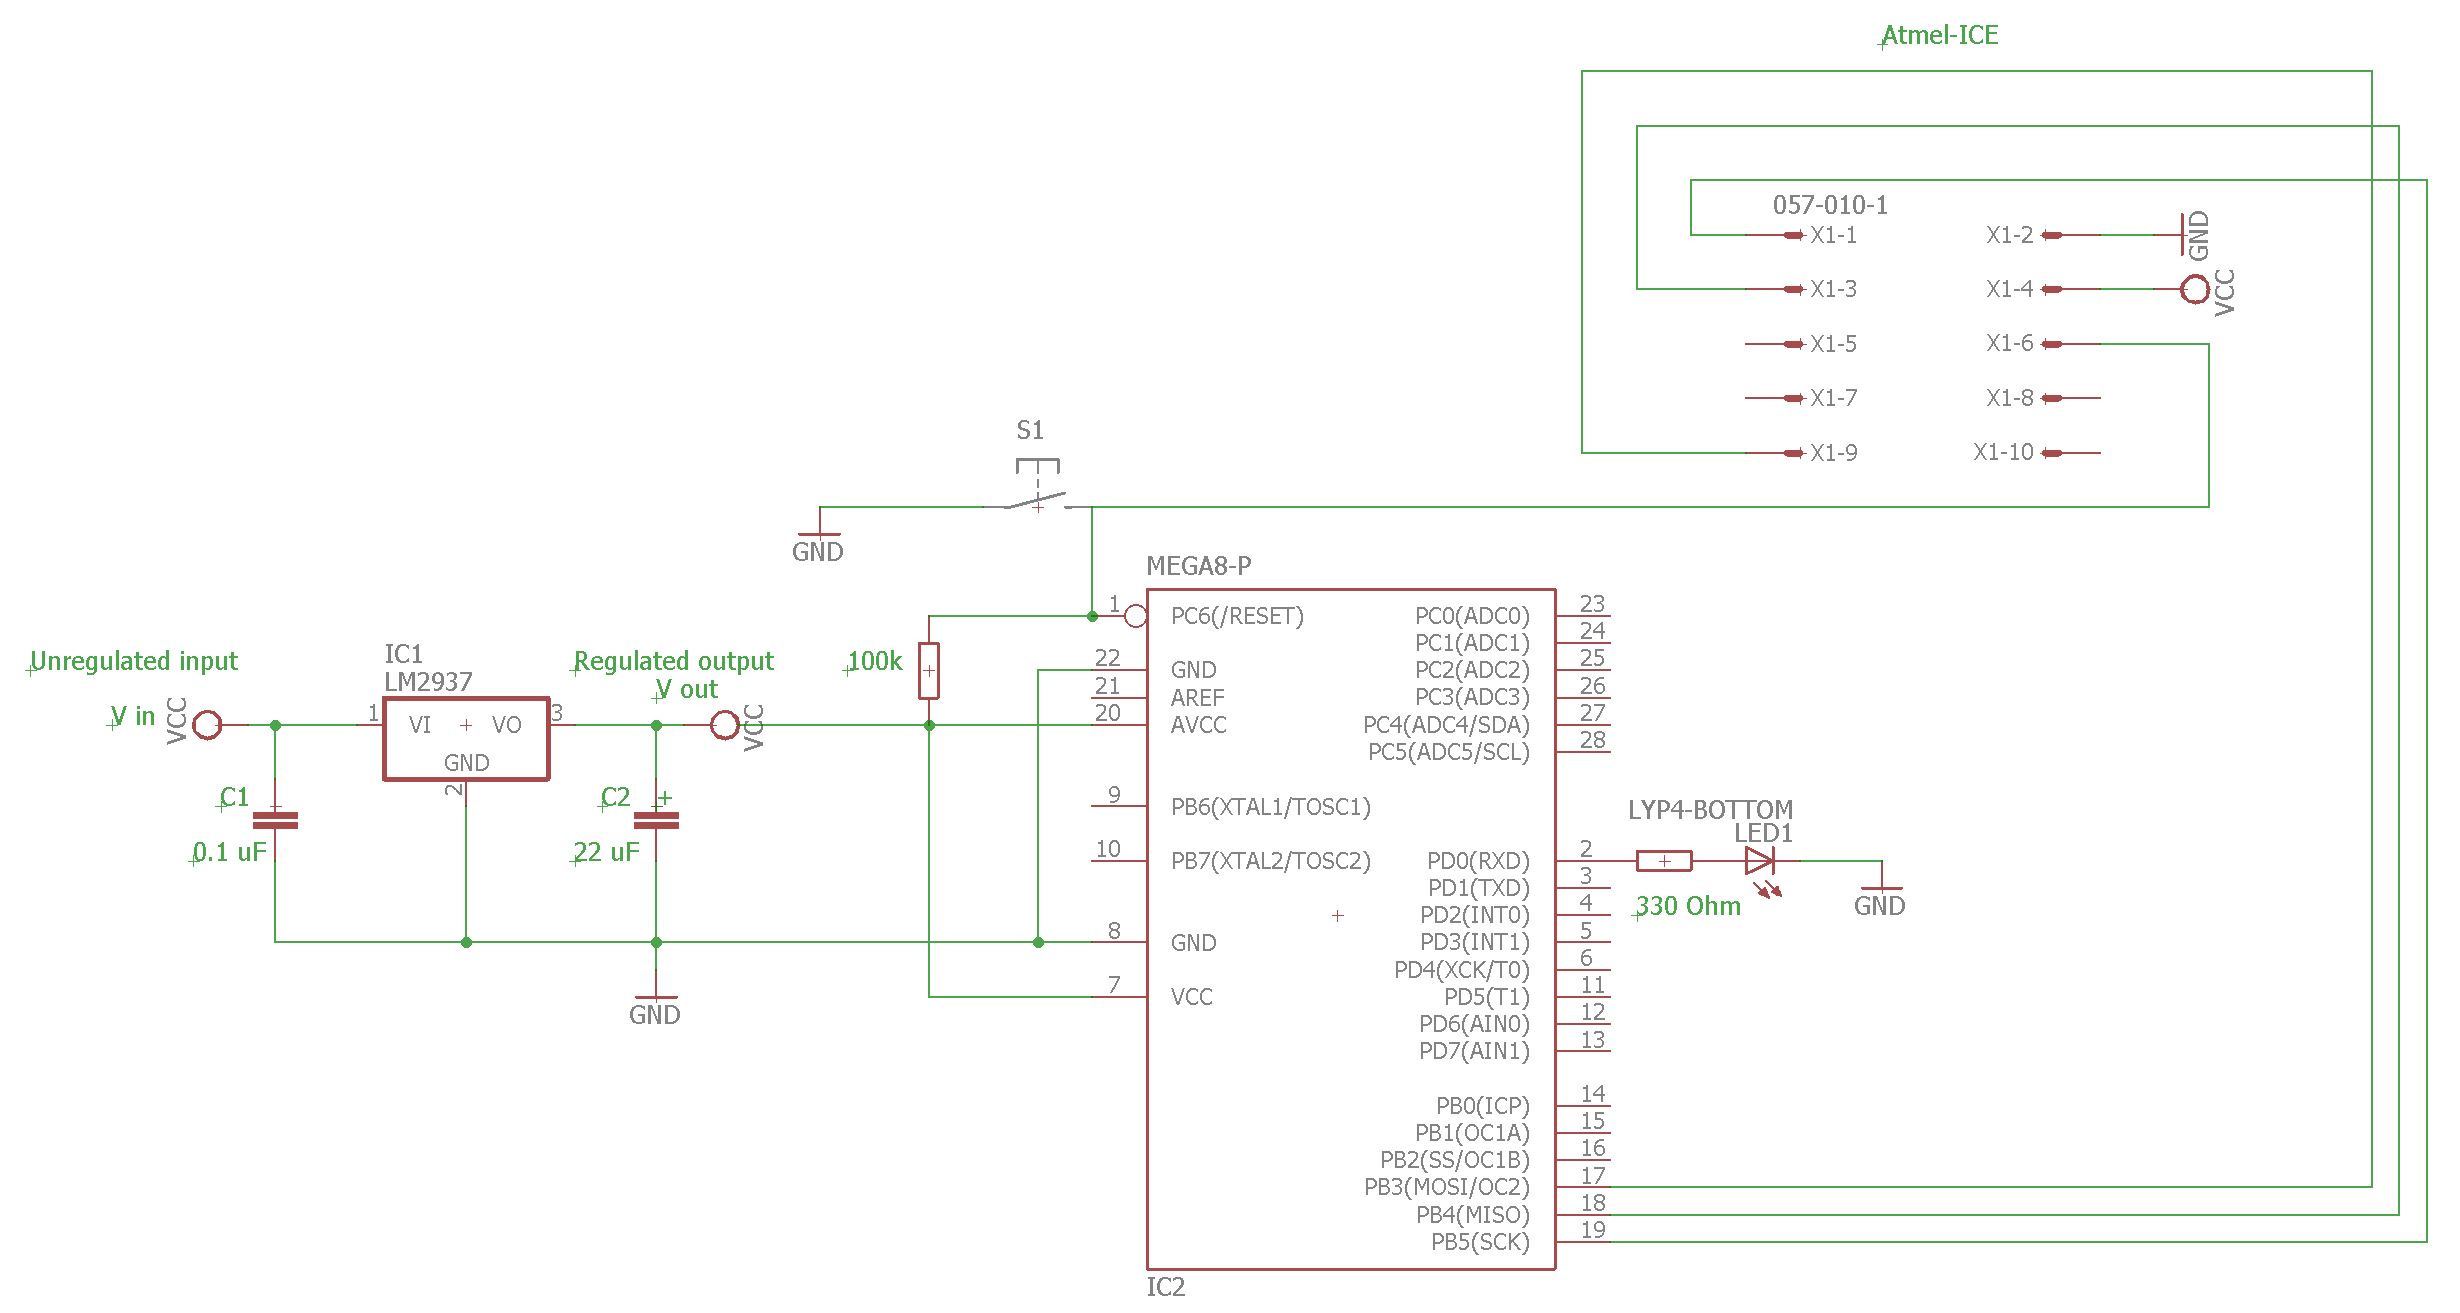 Atmel-ICE
057-010-1
X1-1
X1-2
GND
X1-3
X1-4
VCC
X1-5
X1-6
X1-7
X1-8
X1-9
X1-10
S1
GND
MEGA8-P
1
PC6(/RESET)
PC0(ADC0)
23
PC1(ADC1)
24
22
GND
PC2(ADC2)
25
21
AREF
PC3(ADC3)
26
20
AVCC
PC4(ADC4/SDA)
27
PC5(ADC5/SCL)
28
Unregulated input
V in
VCC
IC1
LM2937
1
VI
VO
3
GND
2
Regulated output
V out
VCC
100k
C1
0.1 uF
C2
+
22 uF
GND
9
PB6(XTAL1/TOSC1)
10
PB7(XTAL2/TOSC2)
8
GND
7
VCC
PD0(RXD)
2
PD1(TXD)
3
PD2(INT0)
4
PD3(INT1)
5
PD4(XCK/T0)
6
PD5(T1)
11
PD6(AIN0)
12
PD7(AIN1)
13
LYP4-BOTTOM
LED1
330 Ohm
GND
PB0(ICP)
14
PB1(OC1A)
15
PB2(SS/OC1B)
16
PB3(MOSI/OC2)
17
PB4(MISO)
18
PB5(SCK)
19
IC2